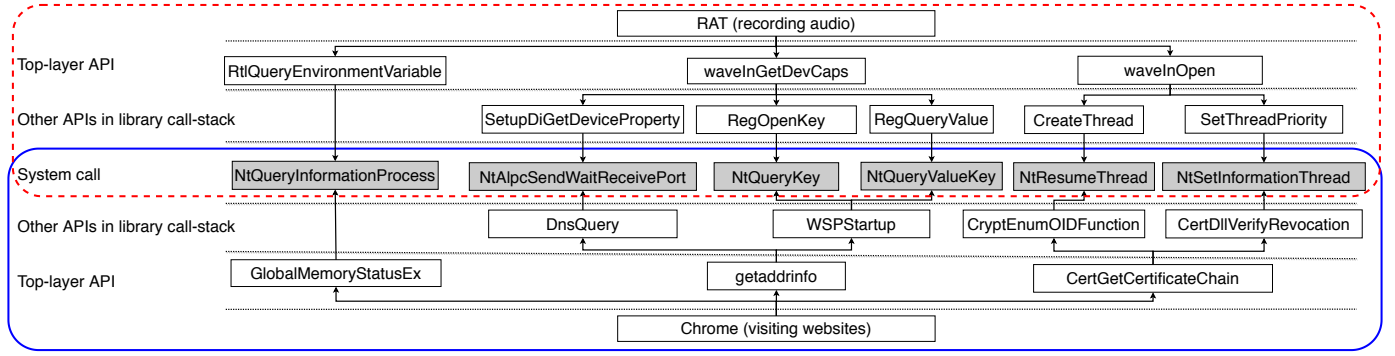 RAT (recording audio)
Top-layer API
RtlQueryEnvironmentVariable
waveInGetDevCaps
waveInOpen
Other APIs in library call-stack
SetupDiGetDeviceProperty
RegOpenKey
RegQueryValue
CreateThread
SetThreadPriority
System call
NtQueryInformationProcess
NtAlpcSendWaitReceivePort
NtQueryKey
NtQueryValueKey
NtResumeThread
NtSetInformationThread
Other APIs in library call-stack
DnsQuery
WSPStartup
CryptEnumOIDFunction
CertDllVerifyRevocation
Top-layer API
GlobalMemoryStatusEx
getaddrinfo
CertGetCertificateChain
Chrome (visiting websites)